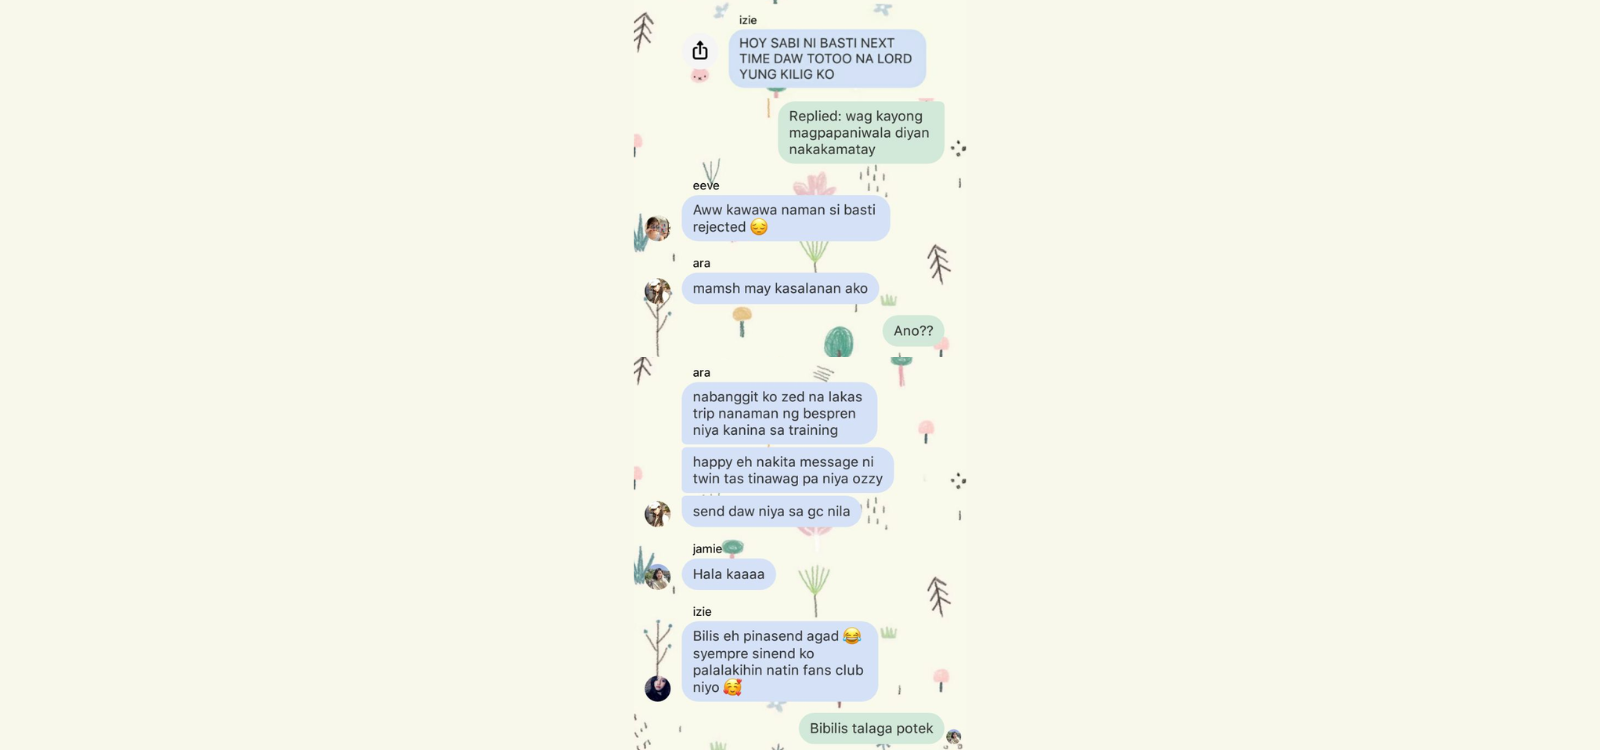 izie
HOY SABI NI BASTI NEXT
TIME DAW TOTOO NA LORD
YUNG KILIG KO
Replied: wag kayong
magpapaniwala diyan
nakakamatay
eeve
Aww kawawa naman si basti
rejected 😔
ara
mamsh may kasalanan ako
Ano??
ara
nabanggit ko zed na lakas
trip nanaman ng bespren
niya kanina sa training
happy eh nakita message ni
twin tas tinawag pa niya ozzy
send daw niya sa gc nila
jamie
Hala kaaaa
izie
Bilis eh pinasend agad 😂
syempre sinend ko
palalakihin natin fans club
niyo 🥰
Bibilis talaga potek